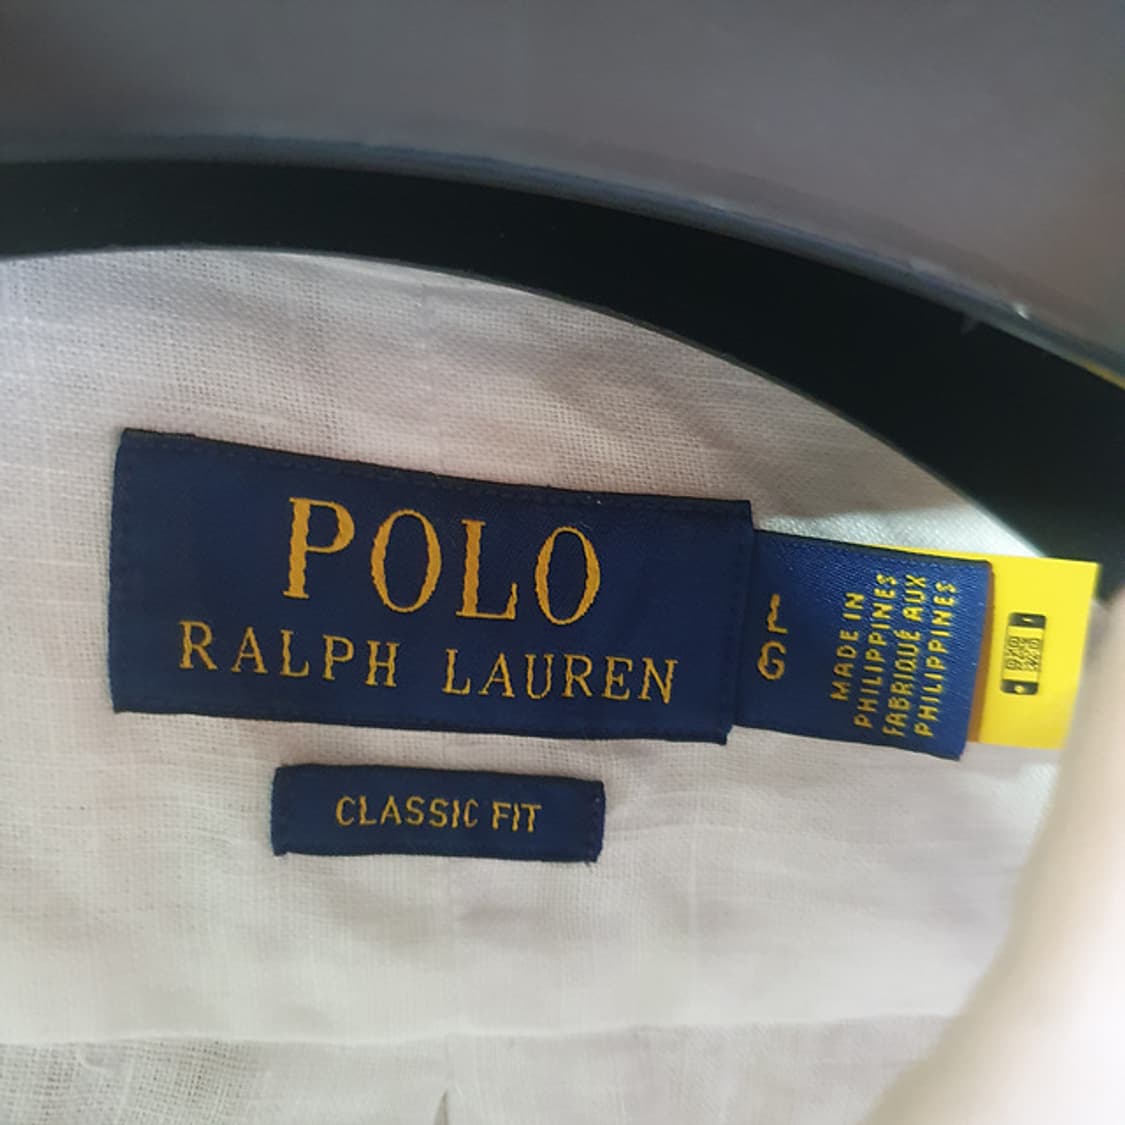 POLO
RALPH LAUREN
L
G
MADE IN
PHILIPPINES
FABRIQUÉ AUX
PHILIPPINES
CLASSIC FIT